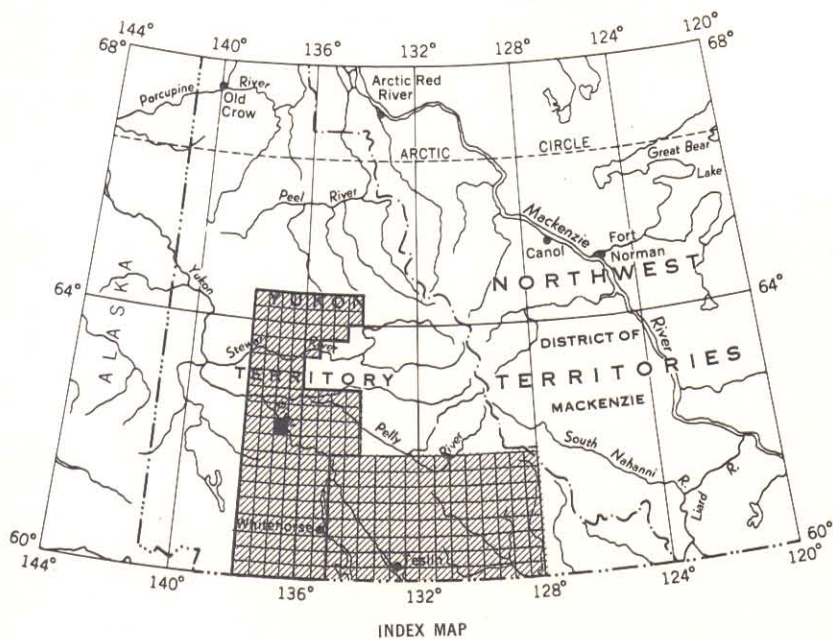 144°
68°
140°
136°
132°
128°
124°
120°
68°
Porcupine River
Old
Crow
Arctic Red
River
ARCTIC CIRCLE
Great Bear
Lake
Peel River
Mackenzie
Canol
Fort
Norman
NORTHWEST
64°
64°
Yukon
ALASKA
YUKON
Stewart River
TERRITORY
DISTRICT OF
TERRITORIES
MACKENZIE
River
Pelly
River
South
Nahanni
R.
Liard
R.
Whitehorse
Teslin
60°
144°
140°
136°
132°
128°
124°
60°
120°
INDEX MAP